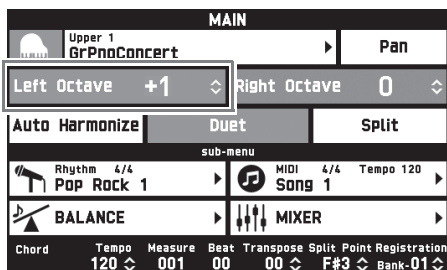 MAIN
Upper 1
GrPnoConcert
Pan
Left Octave +1 Right Octave 0
Auto Harmonize Duet Split
sub-menu
Rhythm 4/4 MIDI 4/4 Tempo 120
Pop Rock 1 Song 1
BALANCE MIXER
Chord Tempo Measure Beat Transpose Split Point Registration
120 001 00 00 F#3 Bank-01